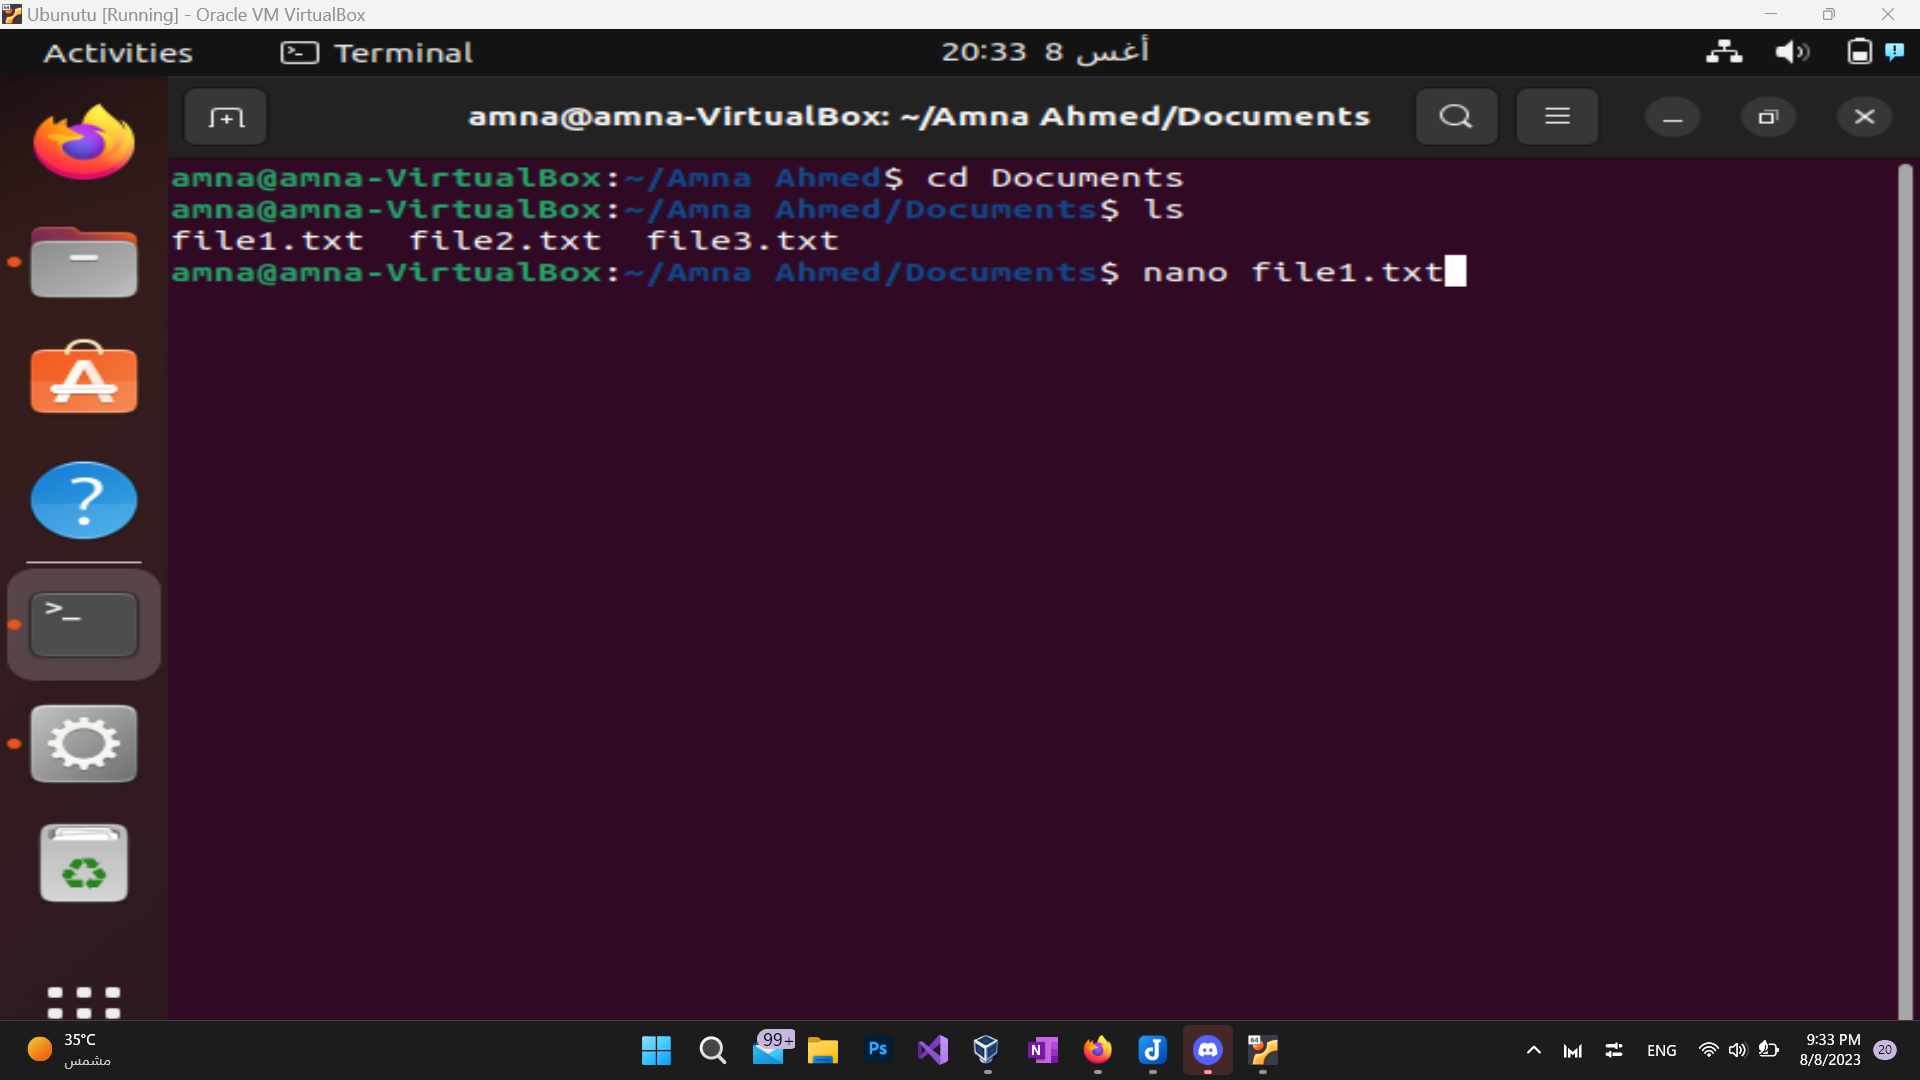 Ubunutu [Running] - Oracle VM VirtualBox
Activities
Terminal
20:33 8 أغس
amna@amna-VirtualBox: ~/Amna Ahmed/Documents
amna@amna-VirtualBox:~/Amna Ahmed$ cd Documents
amna@amna-VirtualBox:~/Amna Ahmed/Documents$ ls
file1.txt  file2.txt  file3.txt
amna@amna-VirtualBox:~/Amna Ahmed/Documents$ nano file1.txt
35°C
مشمس
99+
Ps
N
64
ENG
9:33 PM
8/8/2023
20